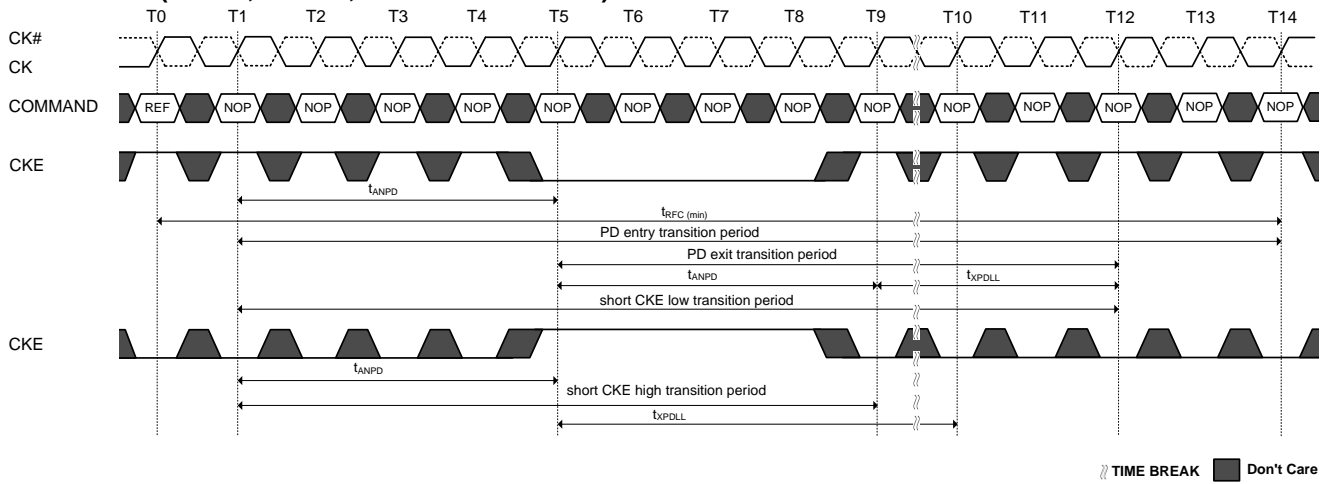 T0 T1 T2 T3 T4 T5 T6 T7 T8 T9 T10 T11 T12 T13 T14
CK#
CK
COMMAND REF NOP NOP NOP NOP NOP NOP NOP NOP NOP NOP NOP NOP NOP NOP
CKE
tANPD
tRFC (min)
PD entry transition period
PD exit transition period
tANPD tXPDLL
short CKE low transition period
CKE
tANPD
short CKE high transition period
tXPDLL
TIME BREAK Don't Care